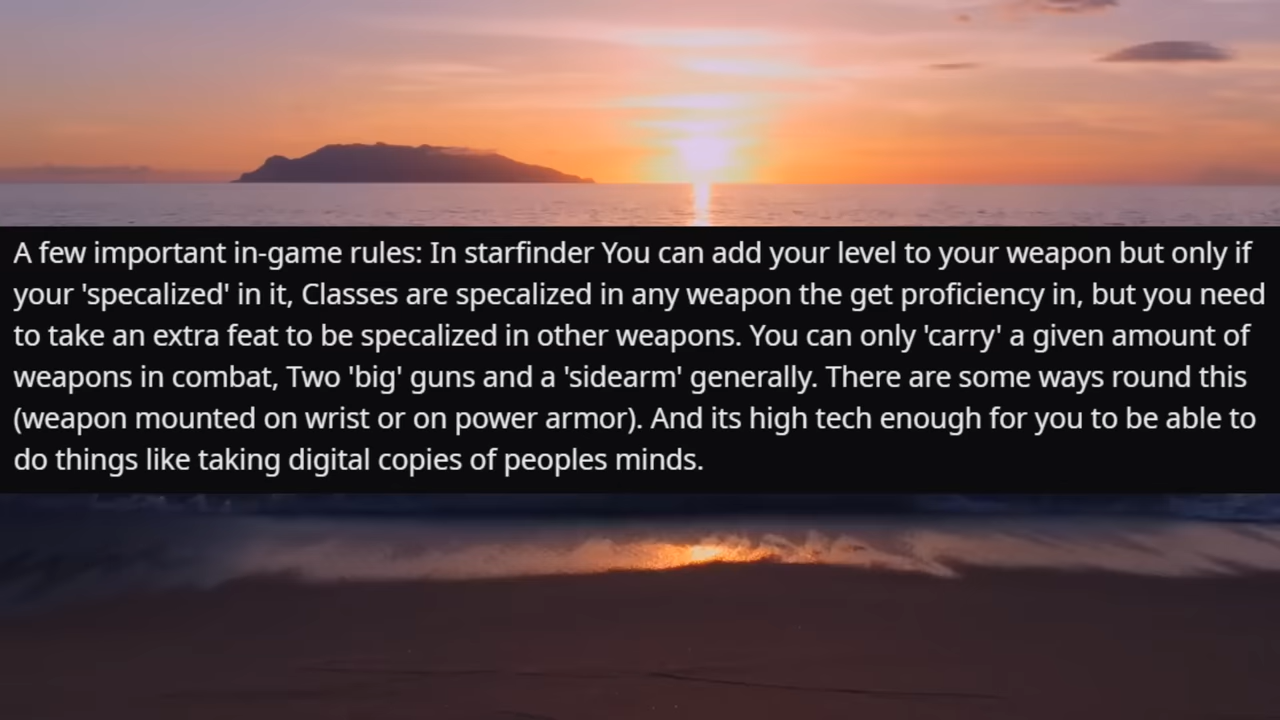 A few important in-game rules: In starfinder You can add your level to your weapon but only if
your 'specalized' in it, Classes are specalized in any weapon the get proficiency in, but you need
to take an extra feat to be specalized in other weapons. You can only 'carry' a given amount of
weapons in combat, Two 'big' guns and a 'sidearm' generally. There are some ways round this
(weapon mounted on wrist or on power armor). And its high tech enough for you to be able to
do things like taking digital copies of peoples minds.